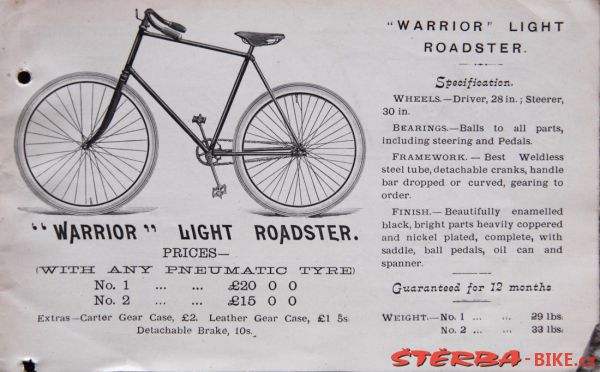 "WARRIOR" LIGHT ROADSTER.
PRICES—
(WITH ANY PNEUMATIC TYRE)
No. 1 ... ... £20 0 0
No. 2 ... ... £15 0 0
Extras—Carter Gear Case, £2. Leather Gear Case, £1 5s.
Detachable Brake, 10s.
"WARRIOR" LIGHT
ROADSTER.
Specification.
WHEELS.—Driver, 28 in.; Steerer,
30 in.
BEARINGS.—Balls to all parts,
including steering and Pedals.
FRAMEWORK. — Best Weldless
steel tube, detachable cranks, handle
bar dropped or curved, gearing to
order.
FINISH.— Beautifully enamelled
black, bright parts heavily coppered
and nickel plated, complete, with
saddle, ball pedals, oil can and
spanner.
Guaranteed for 12 months
WEIGHT.—No. 1 ... ... 29 lbs.
No. 2 ... ... 33 lbs.
ŠTĚRBA-BIKE.cz